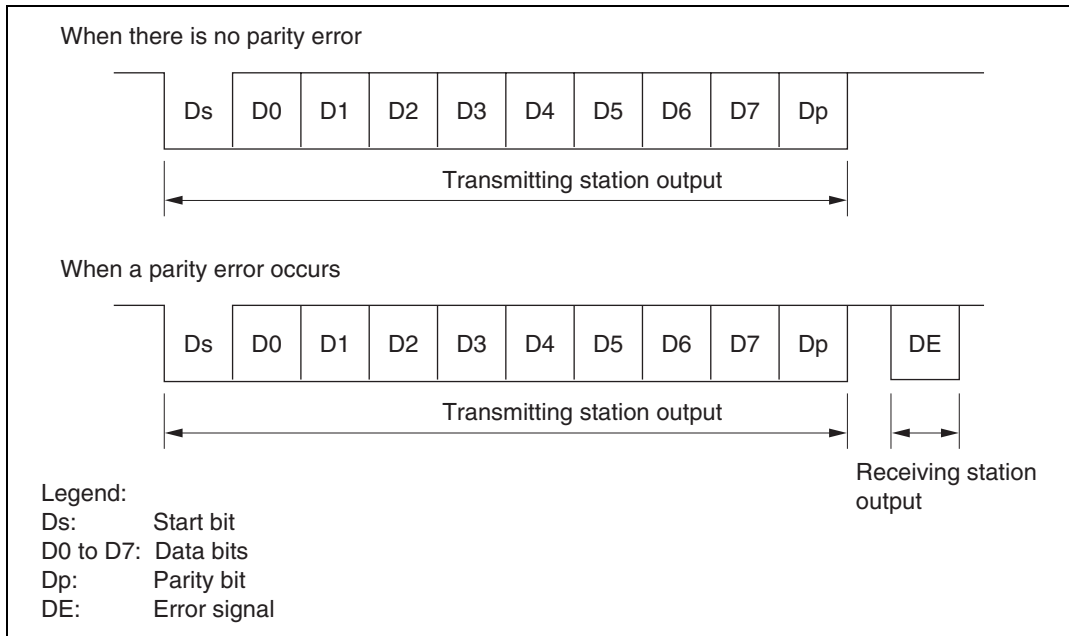 When there is no parity error
Ds D0 D1 D2 D3 D4 D5 D6 D7 Dp
Transmitting station output
When a parity error occurs
Ds D0 D1 D2 D3 D4 D5 D6 D7 Dp DE
Transmitting station output
Receiving station
output
Legend:
Ds: Start bit
D0 to D7: Data bits
Dp: Parity bit
DE: Error signal